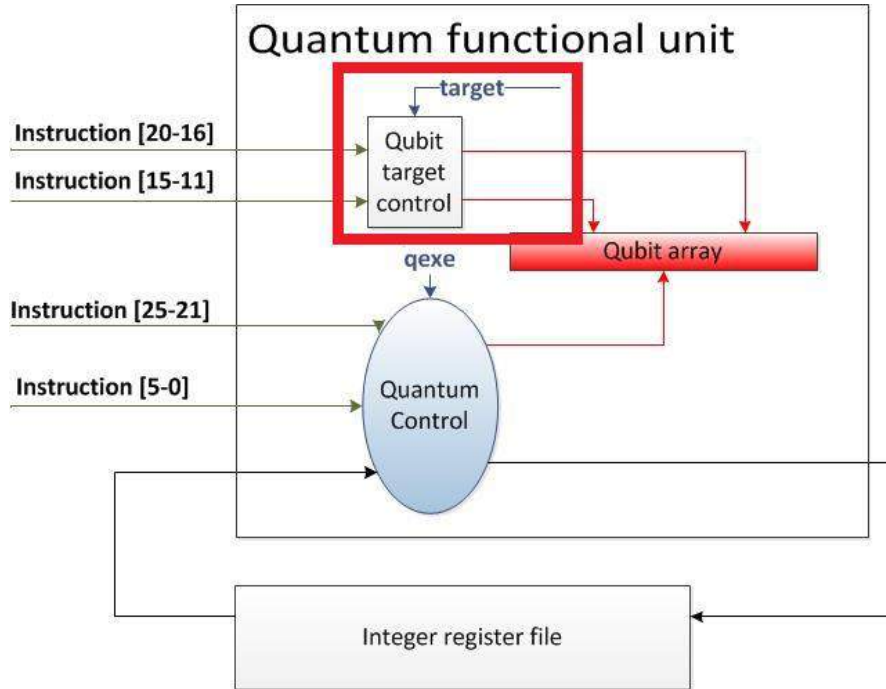 Quantum functional unit
target
Instruction [20-16]
Qubit
target
control
Instruction [15-11]
Qubit array
qexe
Instruction [25-21]
Instruction [5-0]
Quantum
Control
Integer register file